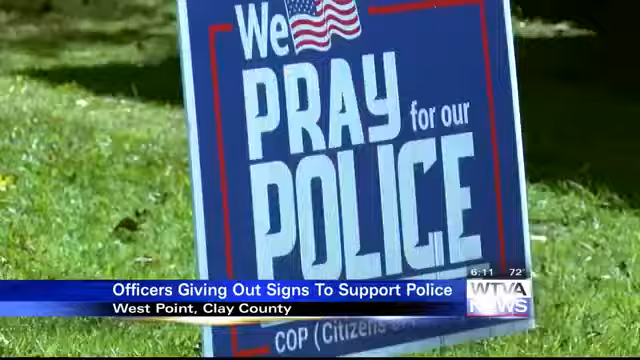 We
PRAY for our
POLICE
Officers Giving Out Signs To Support Police
West Point, Clay County
6:11 72°
WTVA
NEWS
COP (Citizens